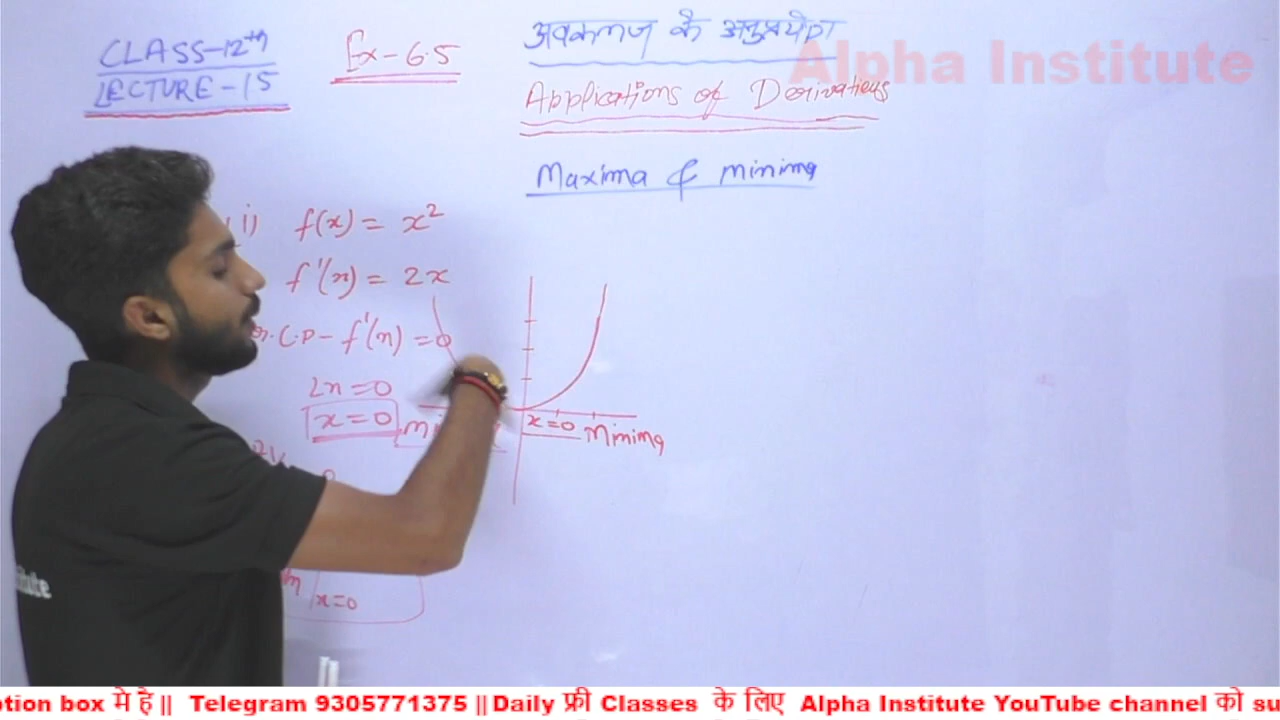 CLASS-12th
LECTURE-15
Ex-6.5
अवकलज के अनुप्रयोग
Applications of Derivatives
Alpha Institute
Maxima & minima
i) f(x) = x²
f'(x) = 2x
C.P- f'(x) = 0
2x=0
x=0
x=0
Minima
x=0
ption box मे है || Telegram 9305771375 || Daily फ्री Classes के लिए Alpha Institute YouTube channel को su